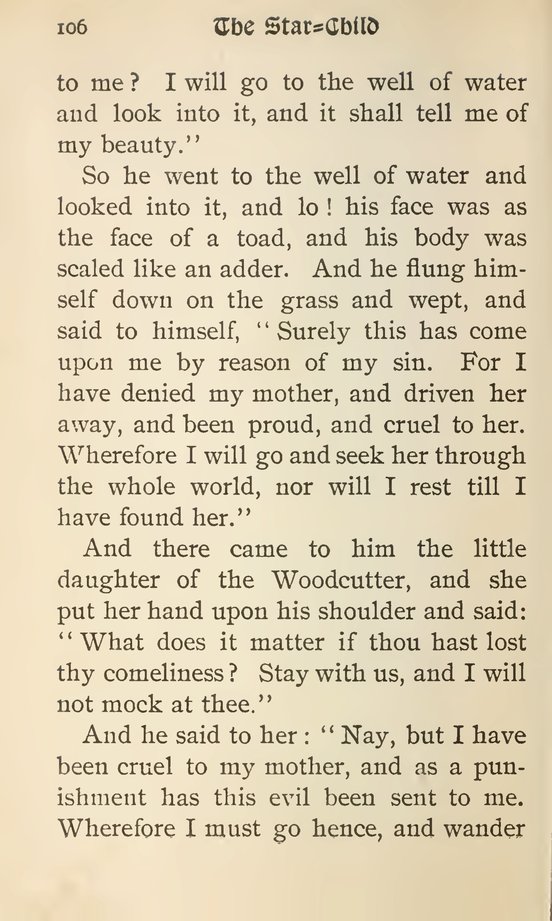 106 The Star=Child
to me? I will go to the well of water
and look into it, and it shall tell me of
my beauty."
So he went to the well of water and
looked into it, and lo! his face was as
the face of a toad, and his body was
scaled like an adder. And he flung him-
self down on the grass and wept, and
said to himself, "Surely this has come
upon me by reason of my sin. For I
have denied my mother, and driven her
away, and been proud, and cruel to her.
Wherefore I will go and seek her through
the whole world, nor will I rest till I
have found her."
And there came to him the little
daughter of the Woodcutter, and she
put her hand upon his shoulder and said:
"What does it matter if thou hast lost
thy comeliness? Stay with us, and I will
not mock at thee."
And he said to her: "Nay, but I have
been cruel to my mother, and as a pun-
ishment has this evil been sent to me.
Wherefore I must go hence, and wander